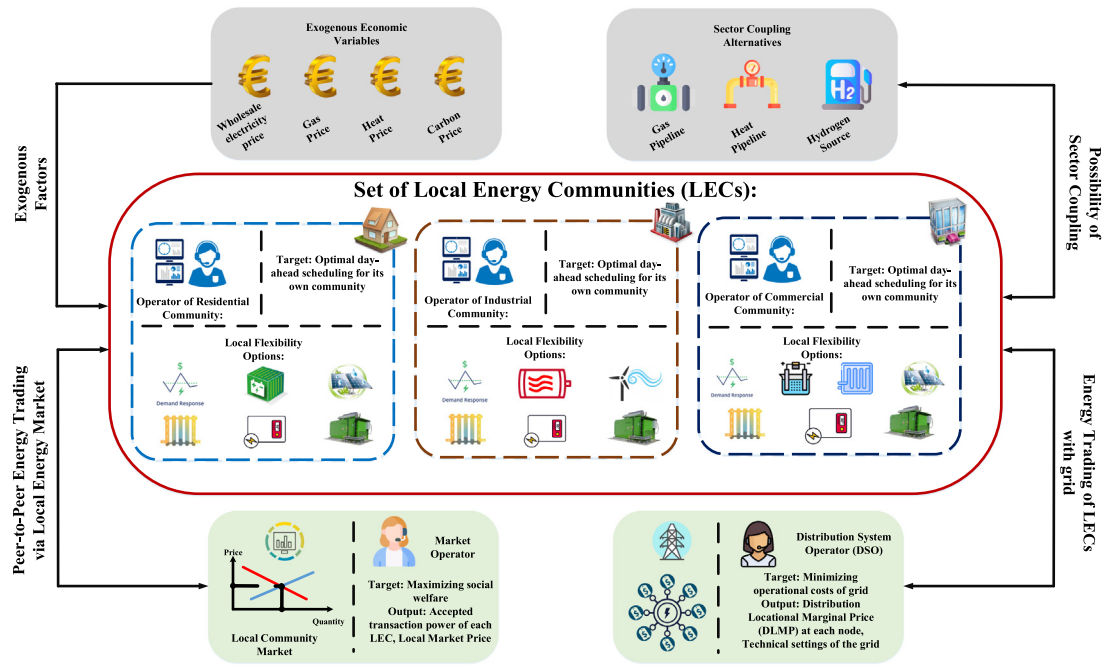 Exogenous Economic
Variables
Wholesale
electricity
price
Gas
Price
Heat
Price
Carbon
Price
Sector Coupling
Alternatives
Gas
Pipeline
Heat
Pipeline
H2
Hydrogen
Source
Exogenous
Factors
Possibility of
Sector Coupling
Set of Local Energy Communities (LECs):
Operator of Residential
Community:
Target: Optimal day-
ahead scheduling for its
own community
Local Flexibility
Options:
$
Demand Response
Operator of Industrial
Community:
Target: Optimal day-
ahead scheduling for its
own community
Local Flexibility
Options:
$
Demand Response
Operator of Commercial
Community:
Target: Optimal day-
ahead scheduling for its
own community
Local Flexibility
Options:
$
Demand Response
Peer-to-Peer Energy Trading
via Local Energy Market
Energy Trading of LECs
with grid
Price
Quantity
Local Community
Market
Market
Operator
Target: Maximizing social
welfare
Output: Accepted
transaction power of each
LEC, Local Market Price
Distribution System
Operator (DSO)
Target: Minimizing
operational costs of grid
Output: Distribution
Locational Marginal Price
(DLMP) at each node,
Technical settings of the grid